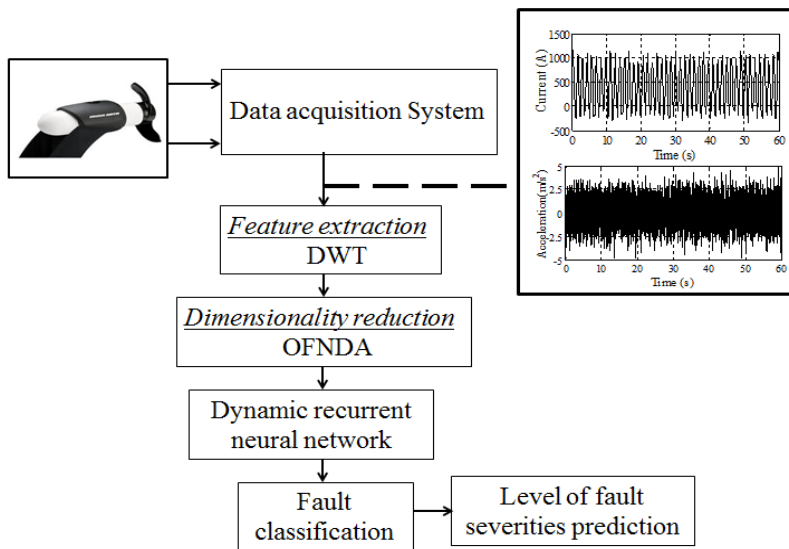 Data acquisition System
1500
1000
500
0
-500
Current (A)
0 10 20 30 40 50 60
Time (s)
5
2.5
0
-2.5
-5
Acceleration(m/s²)
0 10 20 30 40 50 60
Time (s)
Feature extraction
DWT
Dimensionality reduction
OFNDA
Dynamic recurrent
neural network
Fault
classification
Level of fault
severities prediction